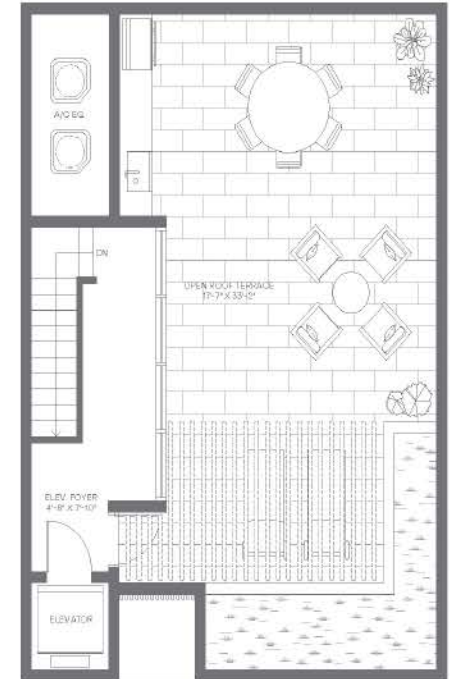 A/C EQ.
DN
OPEN ROOF TERRACE
17'-7" X 33'-2"
ELEV. FOYER
4'-8" X 7'-10"
ELEVATOR